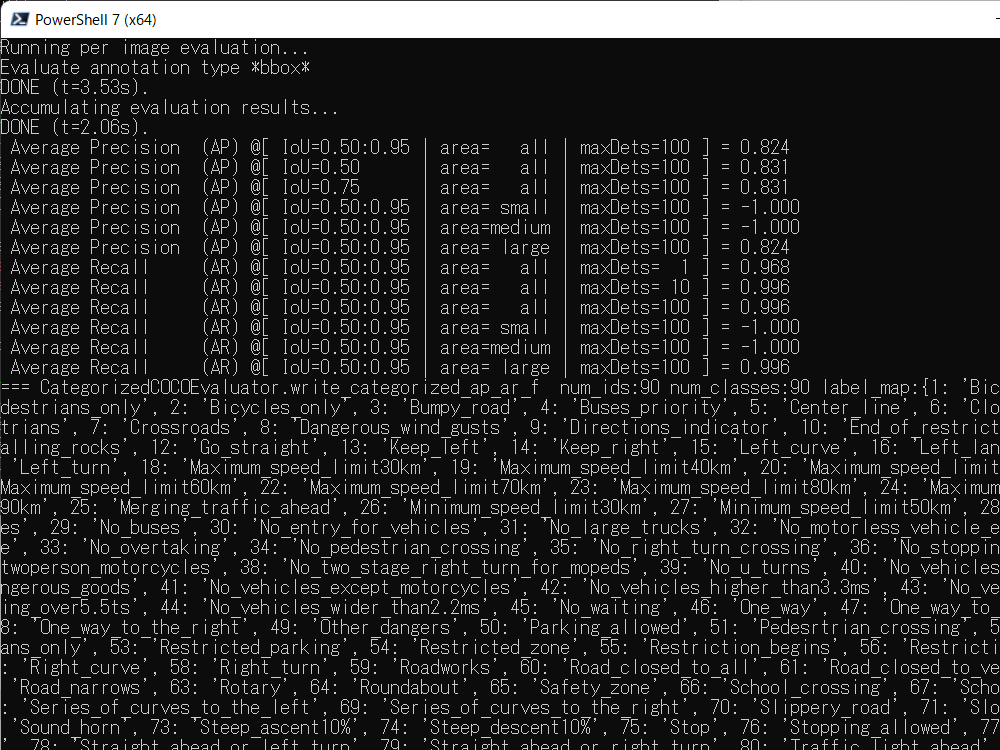 PowerShell 7 (x64)
Running per image evaluation...
Evaluate annotation type *bbox*
DONE (t=3.53s).
Accumulating evaluation results...
DONE (t=2.06s).
Average Precision (AP) @[ IoU=0.50:0.95 | area= all | maxDets=100 ] = 0.824
Average Precision (AP) @[ IoU=0.50 | area= all | maxDets=100 ] = 0.831
Average Precision (AP) @[ IoU=0.75 | area= all | maxDets=100 ] = 0.831
Average Precision (AP) @[ IoU=0.50:0.95 | area= small | maxDets=100 ] = -1.000
Average Precision (AP) @[ IoU=0.50:0.95 | area=medium | maxDets=100 ] = -1.000
Average Precision (AP) @[ IoU=0.50:0.95 | area= large | maxDets=100 ] = 0.824
Average Recall (AR) @[ IoU=0.50:0.95 | area= all | maxDets= 1 ] = 0.968
Average Recall (AR) @[ IoU=0.50:0.95 | area= all | maxDets= 10 ] = 0.996
Average Recall (AR) @[ IoU=0.50:0.95 | area= all | maxDets=100 ] = 0.996
Average Recall (AR) @[ IoU=0.50:0.95 | area= small | maxDets=100 ] = -1.000
Average Recall (AR) @[ IoU=0.50:0.95 | area=medium | maxDets=100 ] = -1.000
Average Recall (AR) @[ IoU=0.50:0.95 | area= large | maxDets=100 ] = 0.996
=== CategorizedCOCOEvaluator.write_categorized_ap_ar_f num_ids:90 num_classes:90 label_map:{1: 'Bic
destrians_only', 2: 'Bicycles_only', 3: 'Bumpy_road', 4: 'Buses_priority', 5: 'Center_line', 6: 'Clo
trians', 7: 'Crossroads', 8: 'Dangerous_wind_gusts', 9: 'Directions_indicator', 10: 'End_of_restrict
alling_rocks', 12: 'Go_straight', 13: 'Keep_left', 14: 'Keep_right', 15: 'Left_curve', 16: 'Left_lan
'Left_turn', 18: 'Maximum_speed_limit30km', 19: 'Maximum_speed_limit40km', 20: 'Maximum_speed_limit
Maximum_speed_limit60km', 22: 'Maximum_speed_limit70km', 23: 'Maximum_speed_limit80km', 24: 'Maximum
90km', 25: 'Merging_traffic_ahead', 26: 'Minimum_speed_limit30km', 27: 'Minimum_speed_limit50km', 28
es', 29: 'No_buses', 30: 'No_entry_for_vehicles', 31: 'No_large_trucks', 32: 'No_motorless_vehicle_e
e', 33: 'No_overtaking', 34: 'No_pedestrian_crossing', 35: 'No_right_turn_crossing', 36: 'No_stoppin
twoperson_motorcycles', 38: 'No_two_stage_right_turn_for_mopeds', 39: 'No_u_turns', 40: 'No_vehicles
ngerous_goods', 41: 'No_vehicles_except_motorcycles', 42: 'No_vehicles_higher_than3.3ms', 43: 'No_ve
ling_over5.5ts', 44: 'No_vehicles_wider_than2.2ms', 45: 'No_waiting', 46: 'One_way', 47: 'One_way_to_
8: 'One_way_to_the_right', 49: 'Other_dangers', 50: 'Parking_allowed', 51: 'Pedesrtrian_crossing', 5
ans_only', 53: 'Restricted_parking', 54: 'Restricted_zone', 55: 'Restriction_begins', 56: 'Restricti
: 'Right_curve', 58: 'Right_turn', 59: 'Roadworks', 60: 'Road_closed_to_all', 61: 'Road_closed_to_ve
'Road_narrows', 63: 'Rotary', 64: 'Roundabout', 65: 'Safety_zone', 66: 'School_crossing', 67: 'Scho
: 'Series_of_curves_to_the_left', 69: 'Series_of_curves_to_the_right', 70: 'Slippery_road', 71: 'Slo
'Sound_horn', 73: 'Steep_ascent10%', 74: 'Steep_descent10%', 75: 'Stop', 76: 'Stopping_allowed', 77
, 78: 'Straight_ahead_or_left_turn', 79: 'Straight_ahead_or_right_turn', 80: 'Traffic_light_ahead'